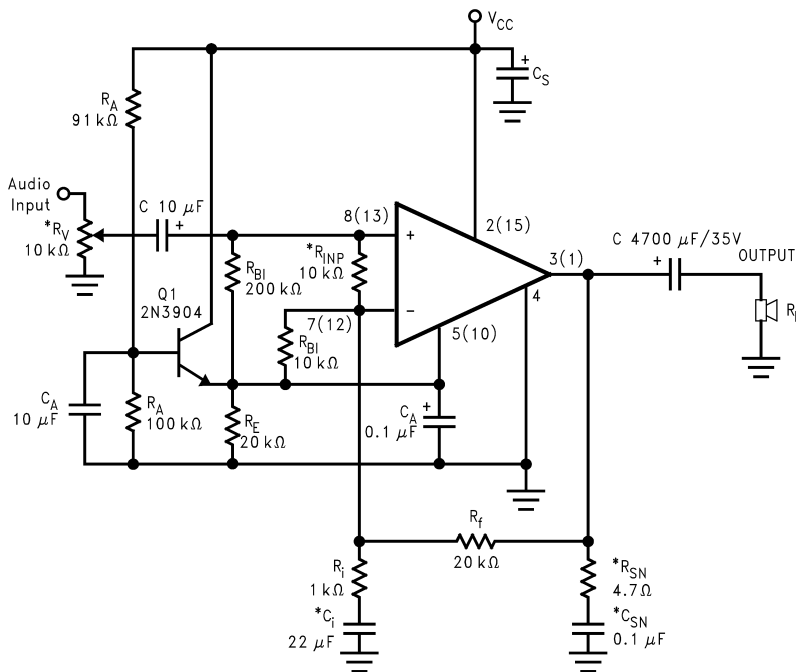 V_CC
+
C_S
R_A
91 kΩ
Audio
Input
*R_V
10 kΩ
C 10 μF
+
8(13)
+
2(15)
*R_INP
10 kΩ
R_BI
200 kΩ
Q1
2N3904
7(12)
−
R_BI
10 kΩ
5(10)
4
3(1)
C 4700 μF/35V
+
OUTPUT
C_A
10 μF
R_A
100 kΩ
R_E
20 kΩ
C_A
+
0.1 μF
R_f
20 kΩ
R_i
1 kΩ
*C_i
22 μF
*R_SN
4.7Ω
*C_SN
0.1 μF